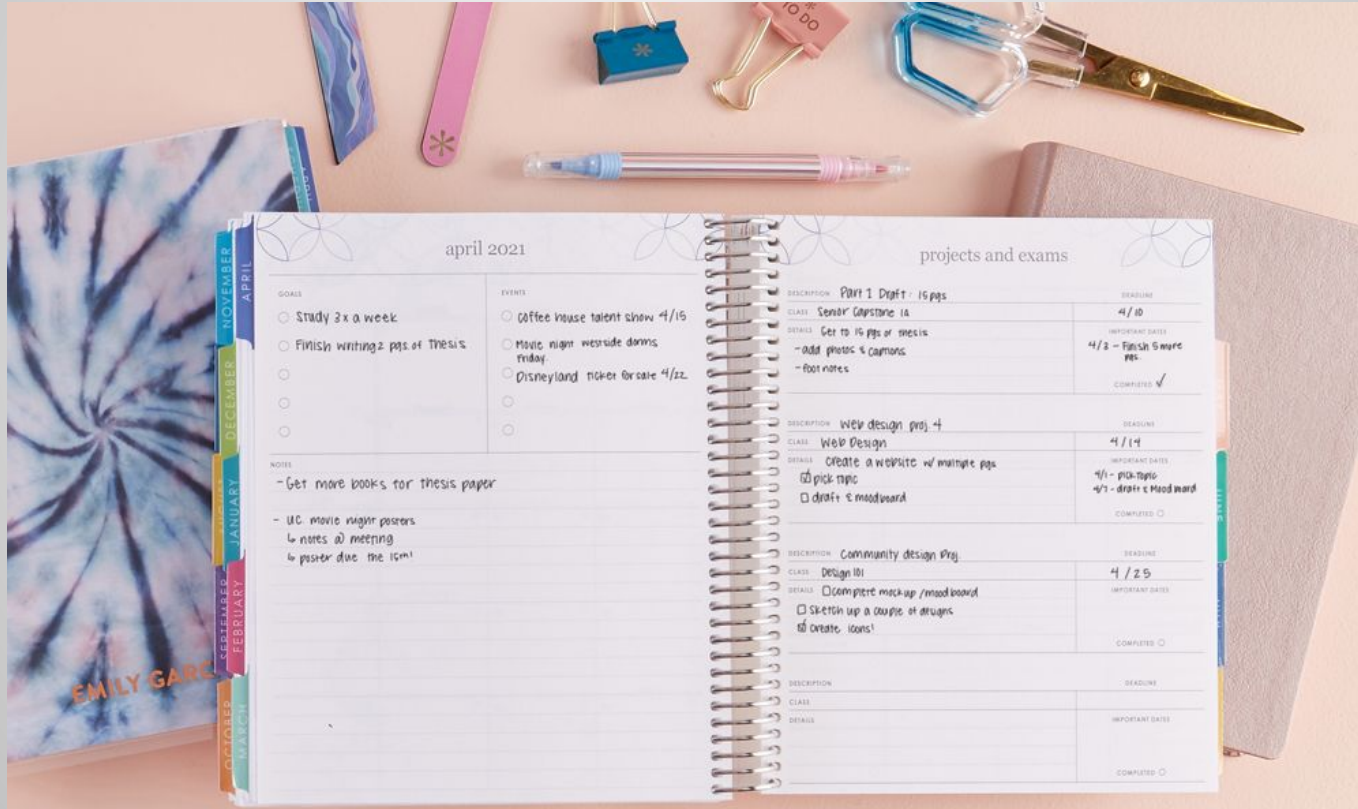 TO DO
EMILY GARC
NOVEMBER
APRIL
DECEMBER
AUGUST
JANUARY
SEPTEMBER
FEBRUARY
OCTOBER
MARCH
april 2021
GOALS
Study 3x a week
Finish writing 2 pgs. of Thesis
EVENTS
Coffee house talent show 4/15
Movie night westside dorms
Friday.
Disneyland ticket for sale 4/22
NOTES
- Get more books for thesis paper
- UC. movie night posters
↳ notes @ meeting
↳ poster due the 15th!
projects and exams
DESCRIPTION Part 1 Draft: 15 pgs
DEADLINE
CLASS Senior Capstone 1a
4/10
DETAILS Get to 15 pgs of thesis
- add photos & captions
- foot notes
IMPORTANT DATES
4/3 - Finish 5 more
pgs.
COMPLETED ✓
DESCRIPTION Web design proj. 4
DEADLINE
CLASS Web Design
4/14
DETAILS Create a website w/ multiple pgs
☑ pick topic
☐ draft & moodboard
IMPORTANT DATES
4/1 - pick topic
4/7 - draft & Mood board
COMPLETED
DESCRIPTION Community design Proj.
DEADLINE
CLASS Design 101
4/25
DETAILS ☐ complete mockup /moodboard
☐ Sketch up a couple of designs
☑ Create icons!
IMPORTANT DATES
COMPLETED
DESCRIPTION
DEADLINE
CLASS
DETAILS
IMPORTANT DATES
COMPLETED
JUNE